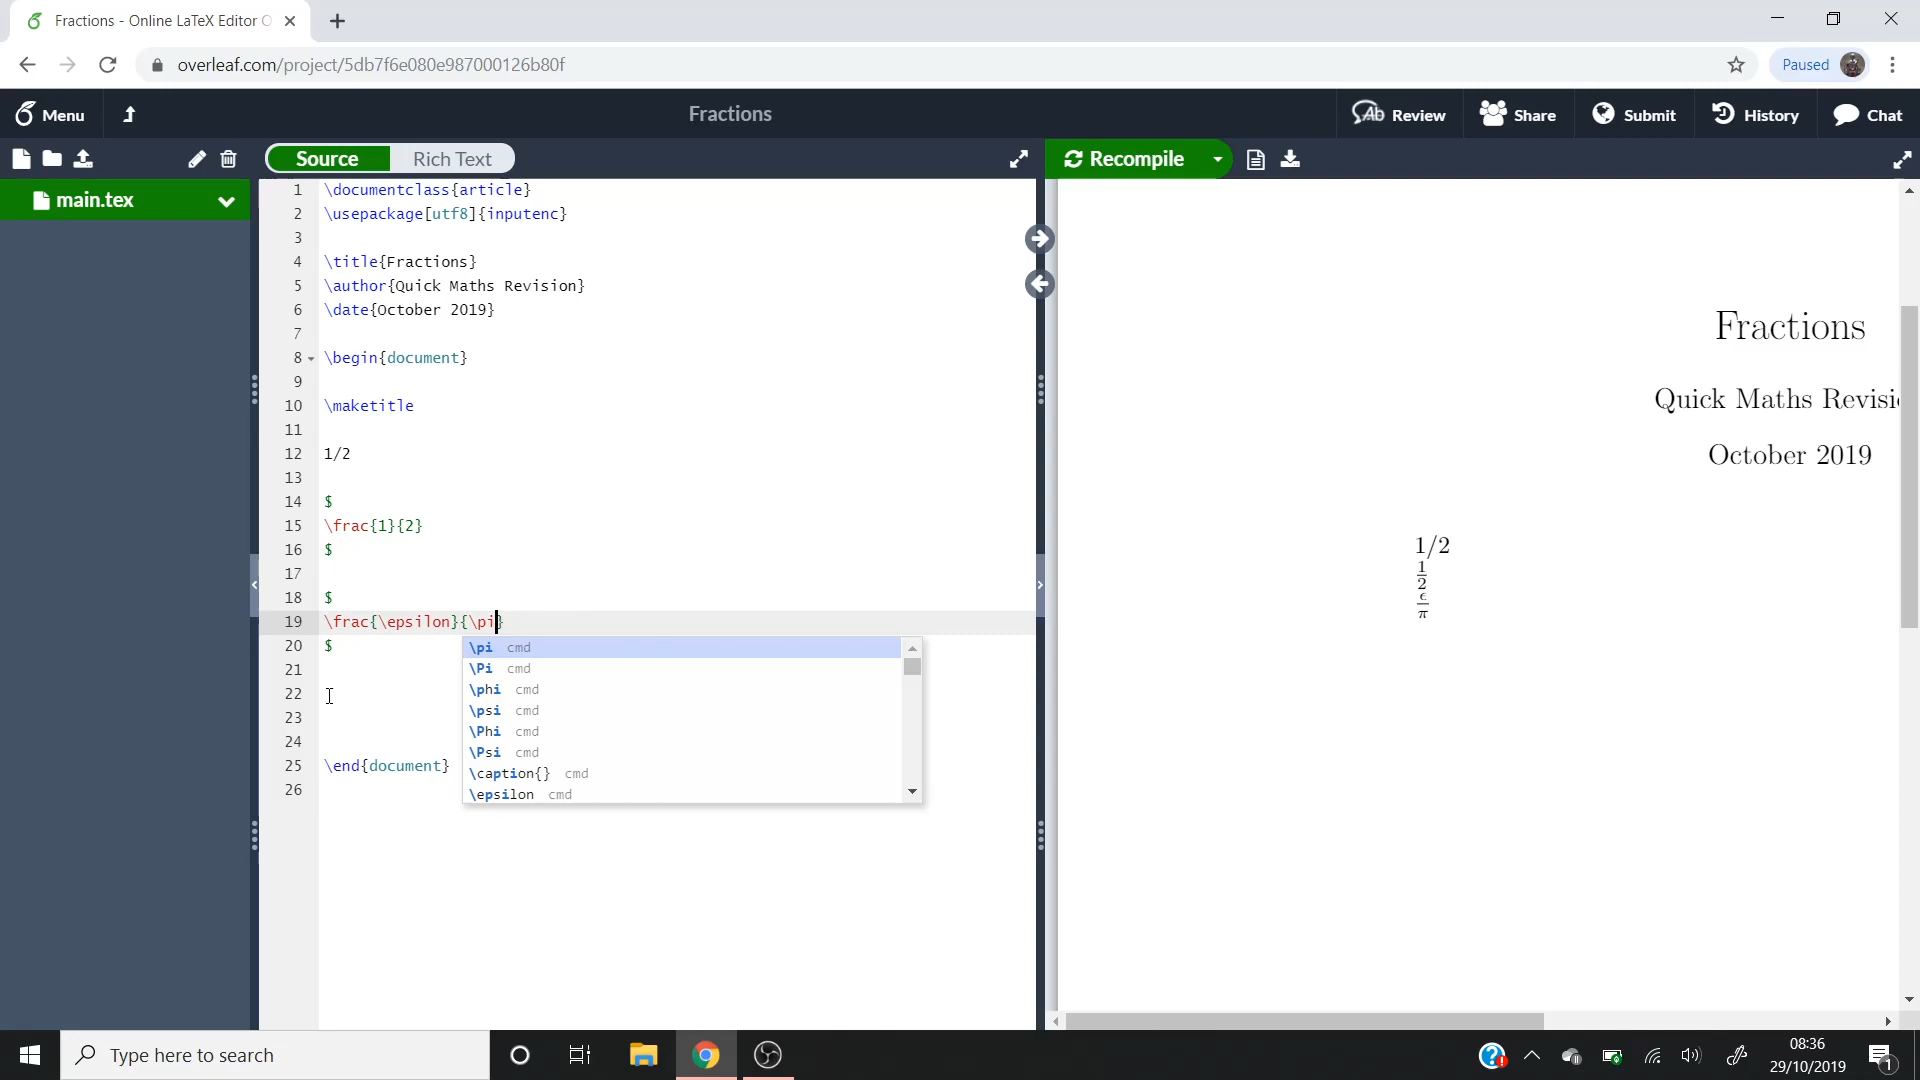 Fractions - Online LaTeX Editor O
overleaf.com/project/5db7f6e080e987000126b80f
Paused
Menu
Fractions
Ab Review
Share
Submit
History
Chat
Source
Rich Text
Recompile
main.tex
1 \documentclass{article}
2 \usepackage[utf8]{inputenc}
3
4 \title{Fractions}
5 \author{Quick Maths Revision}
6 \date{October 2019}
7
8 \begin{document}
9
10 \maketitle
11
12 1/2
13
14 $
15 \frac{1}{2}
16 $
17
18 $
19 \frac{\epsilon}{\pi}
20 $
21
22
23
24
25 \end{document}
26
\pi cmd
\Pi cmd
\phi cmd
\psi cmd
\Phi cmd
\Psi cmd
\caption{} cmd
\epsilon cmd
Fractions
Quick Maths Revisi
October 2019
1/2
1
2
ϵ
π
Type here to search
08:36
29/10/2019
1